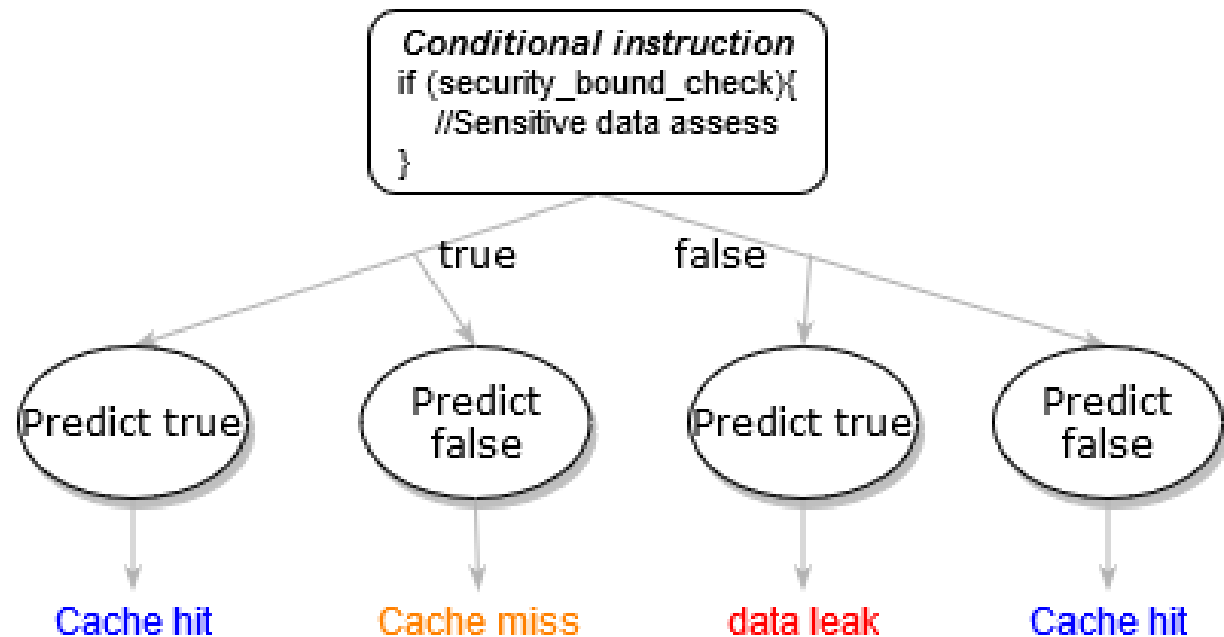 Conditional instruction
if (security_bound_check){
//Sensitive data assess
}
true
false
Predict true
Predict
false
Predict true
Predict
false
Cache hit
Cache miss
data leak
Cache hit